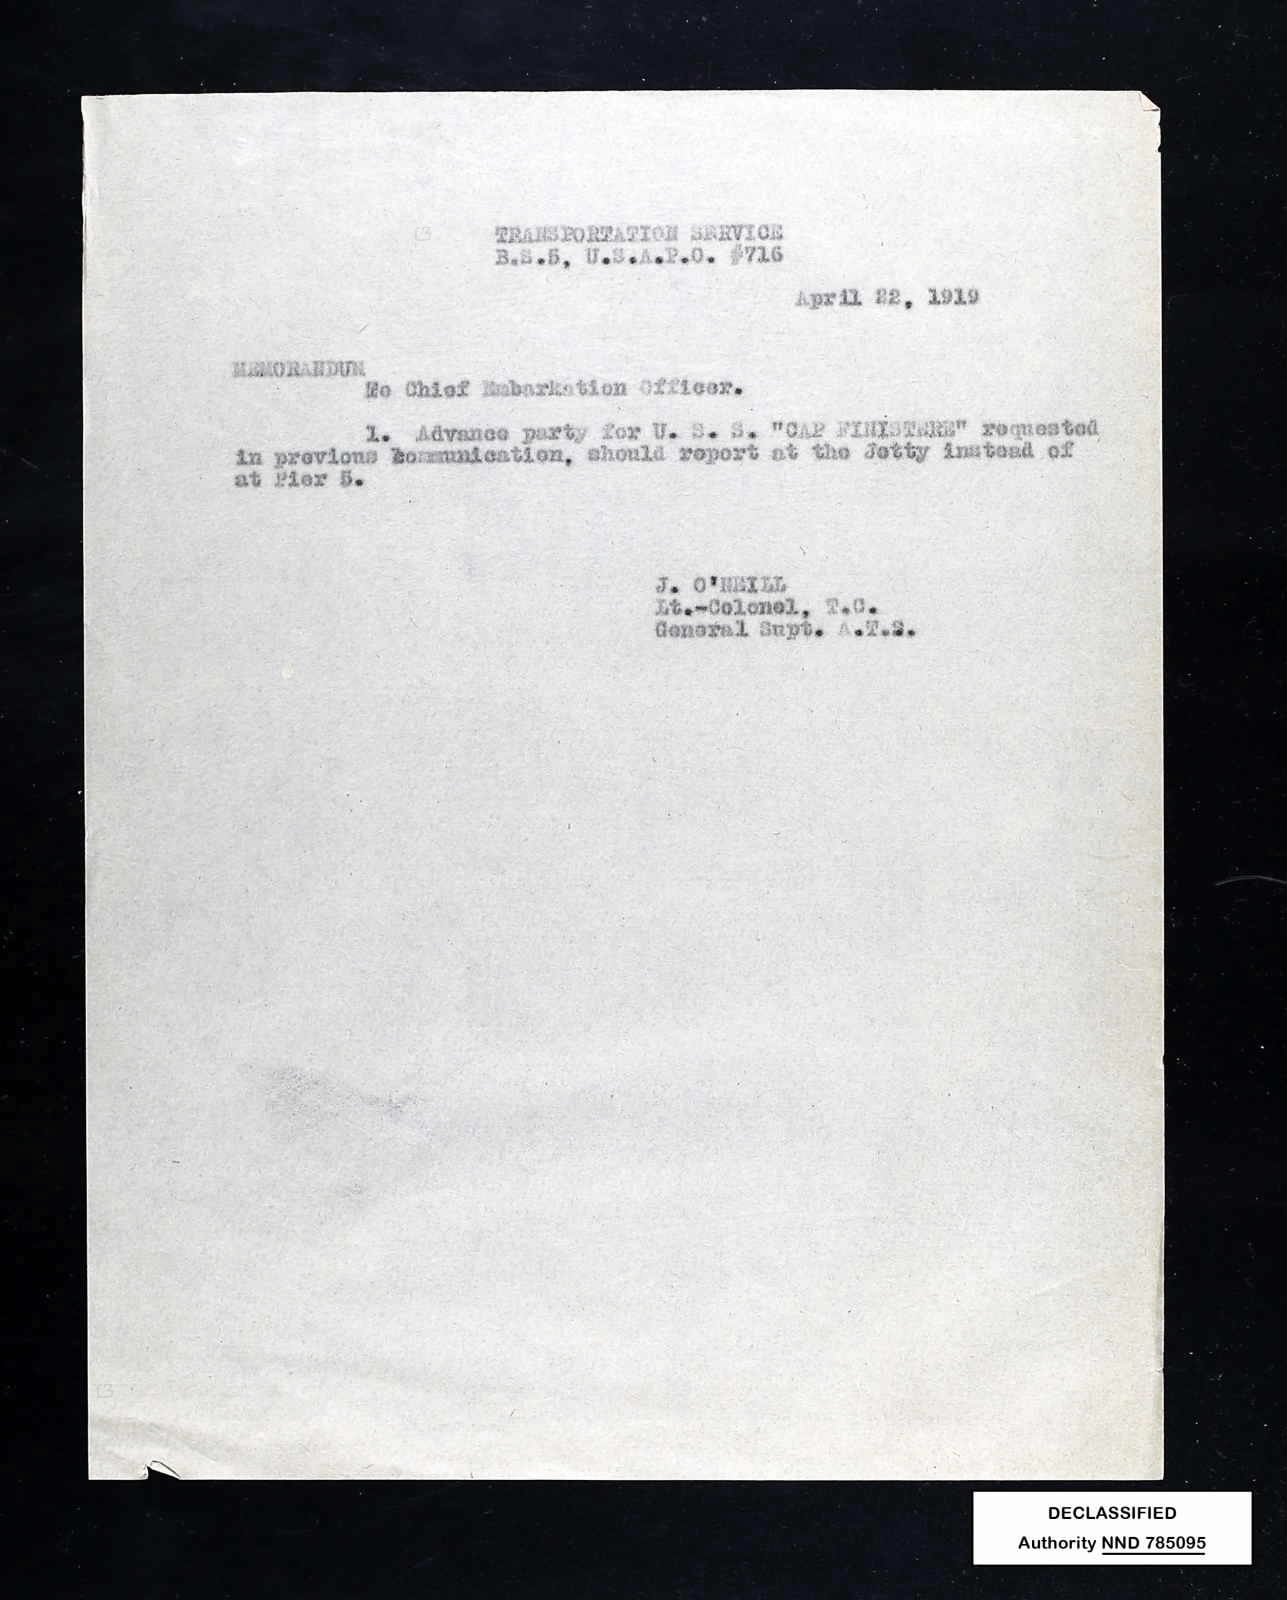 TRANSPORTATION SERVICE
B.S.5, U.S.A.P.O. #716
April 22, 1919
MEMORANDUM
To Chief Embarkation Officer.
1. Advance party for U. S. S. "CAP FINISTERE" requested
in previous communication, should report at the Jetty instead of
at Pier 5.
J. O'NEILL
Lt.-Colonel, T.C.
General Supt. A.T.S.
DECLASSIFIED
Authority NND 785095